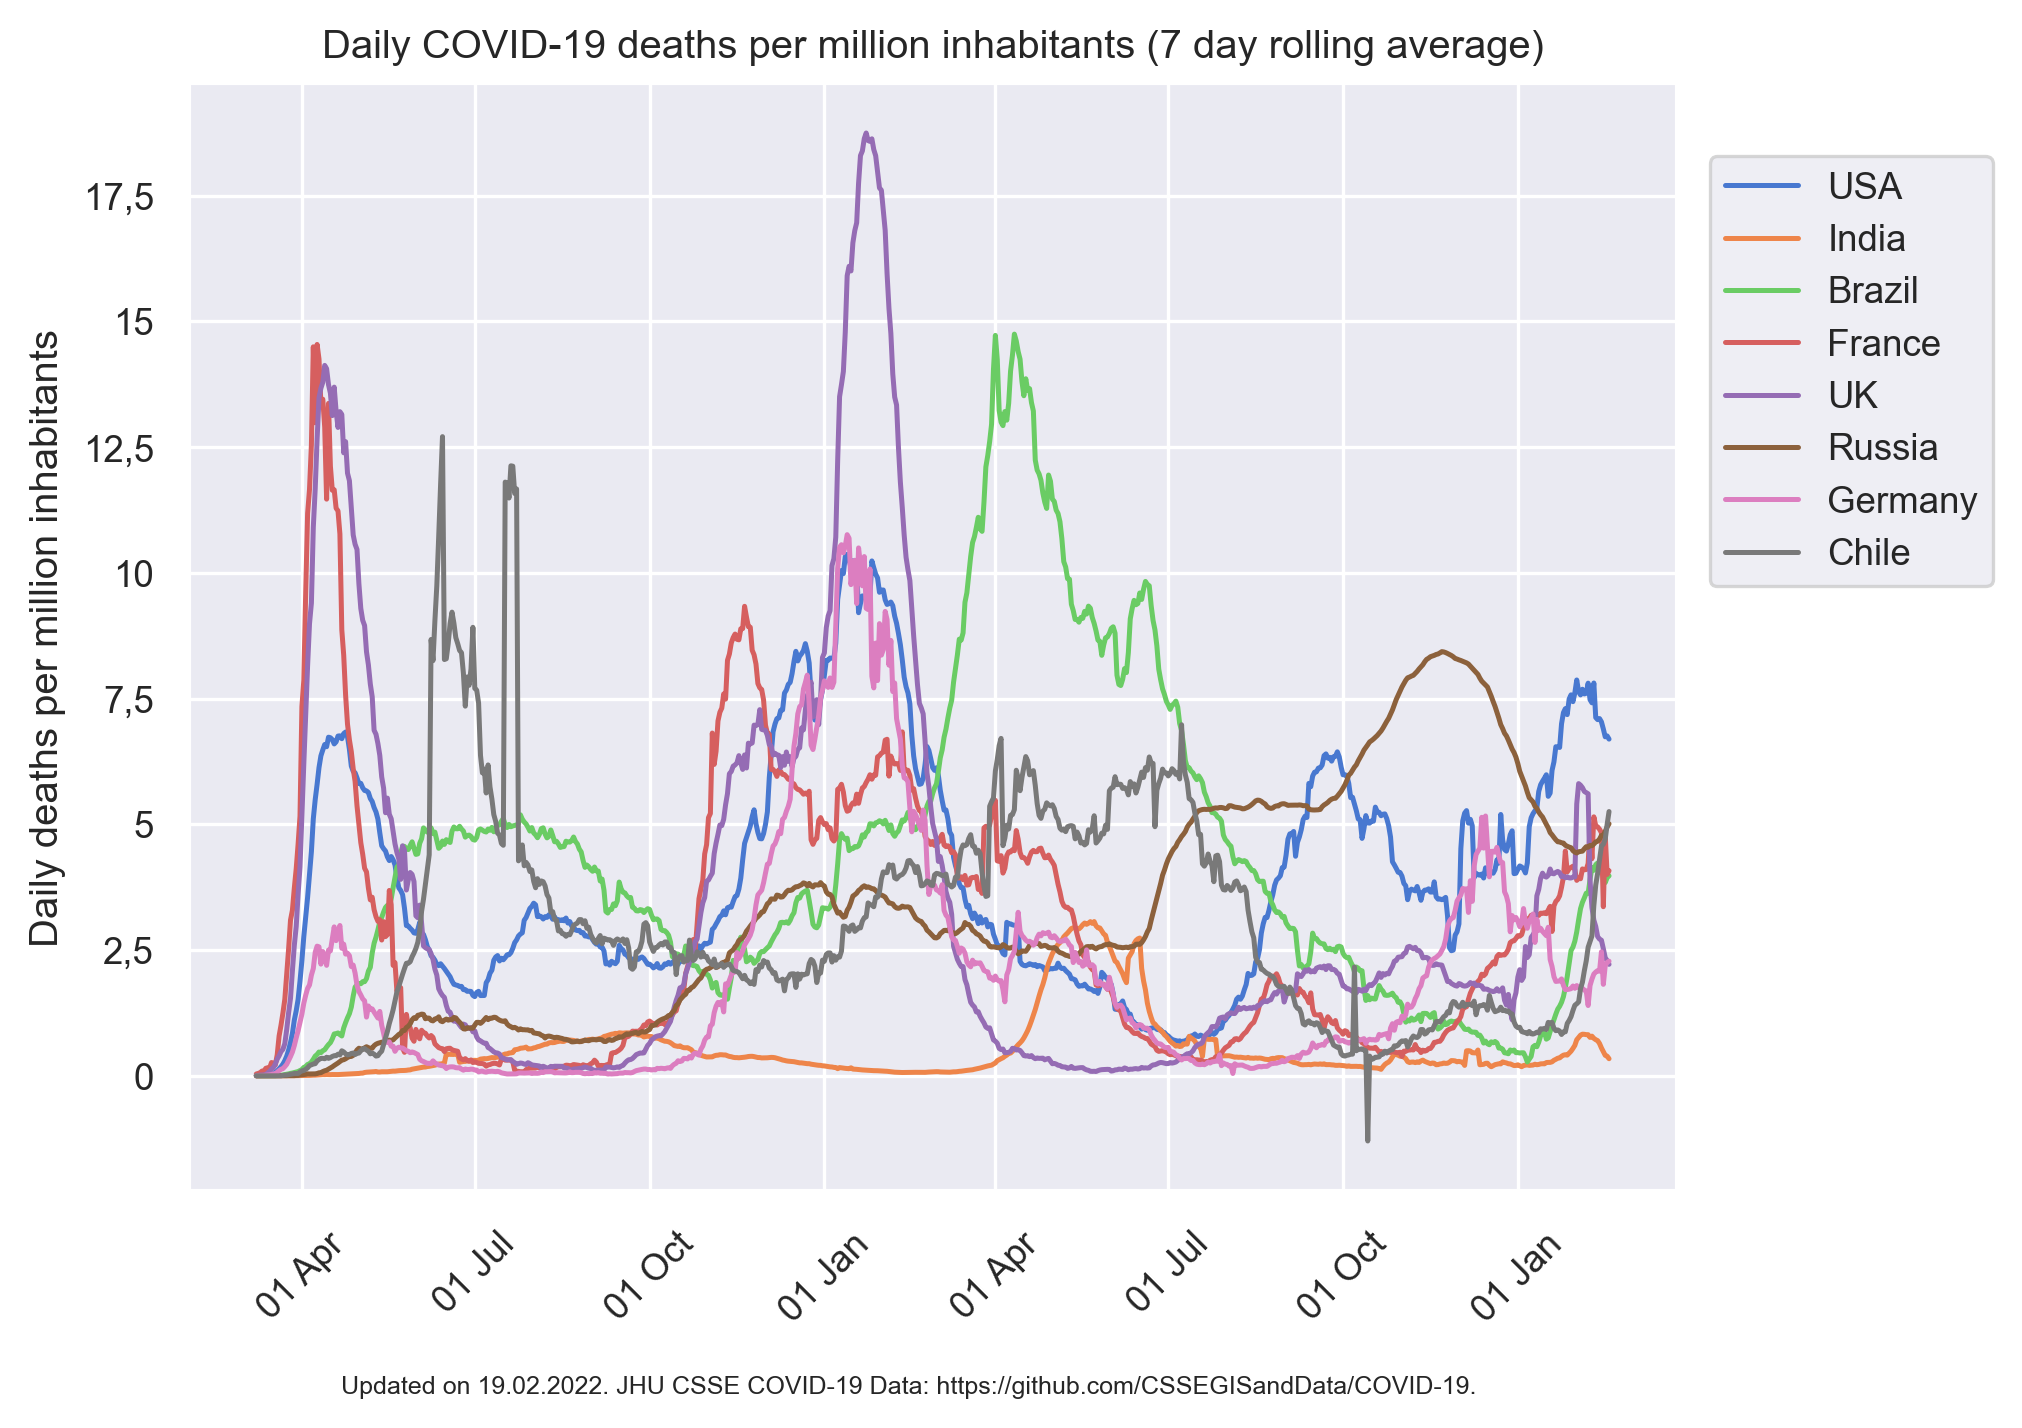 Daily COVID-19 deaths per million inhabitants (7 day rolling average)
Daily deaths per million inhabitants
17,5
15
12,5
10
7,5
5
2,5
0
01 Apr
01 Jul
01 Oct
01 Jan
01 Apr
01 Jul
01 Oct
01 Jan
USA
India
Brazil
France
UK
Russia
Germany
Chile
Updated on 19.02.2022. JHU CSSE COVID-19 Data: https://github.com/CSSEGISandData/COVID-19.